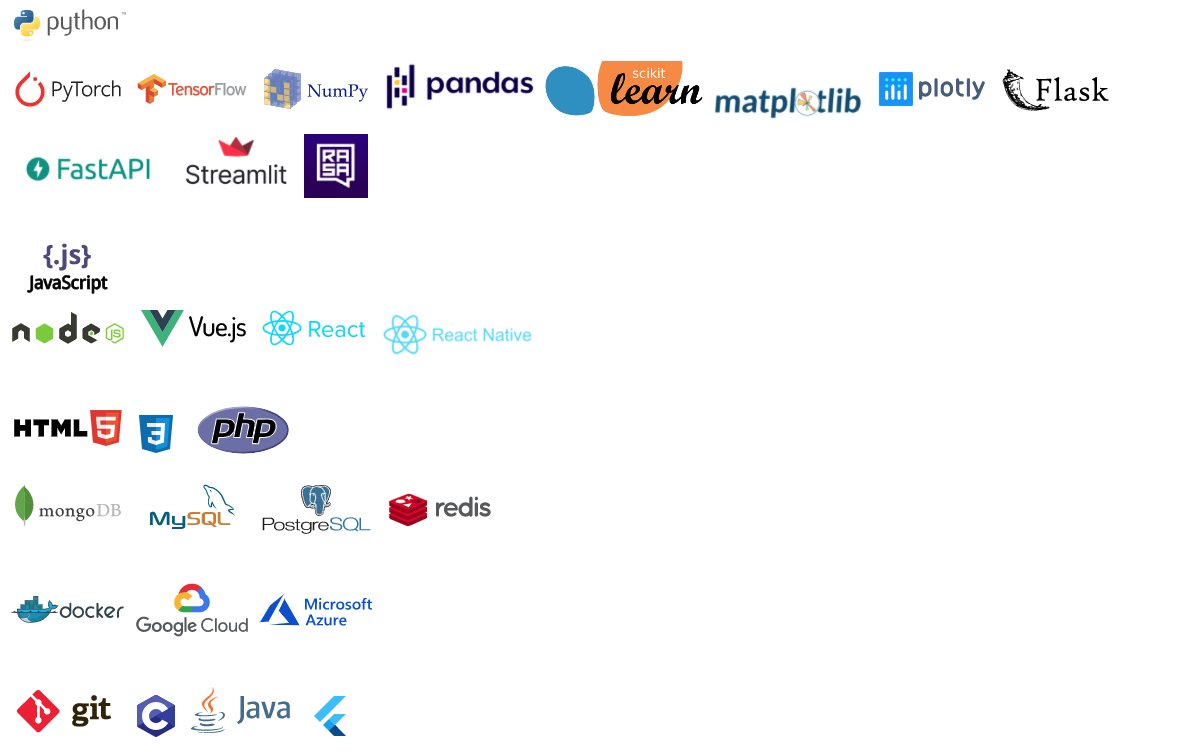 python™
PyTorch TensorFlow NumPy pandas scikit learn matplotlib plotly Flask
FastAPI Streamlit RASA
{.js}
JavaScript
node JS Vue.js React React Native
HTML 5 3 php
mongoDB MySQL PostgreSQL redis
docker Google Cloud Microsoft Azure
git C Java